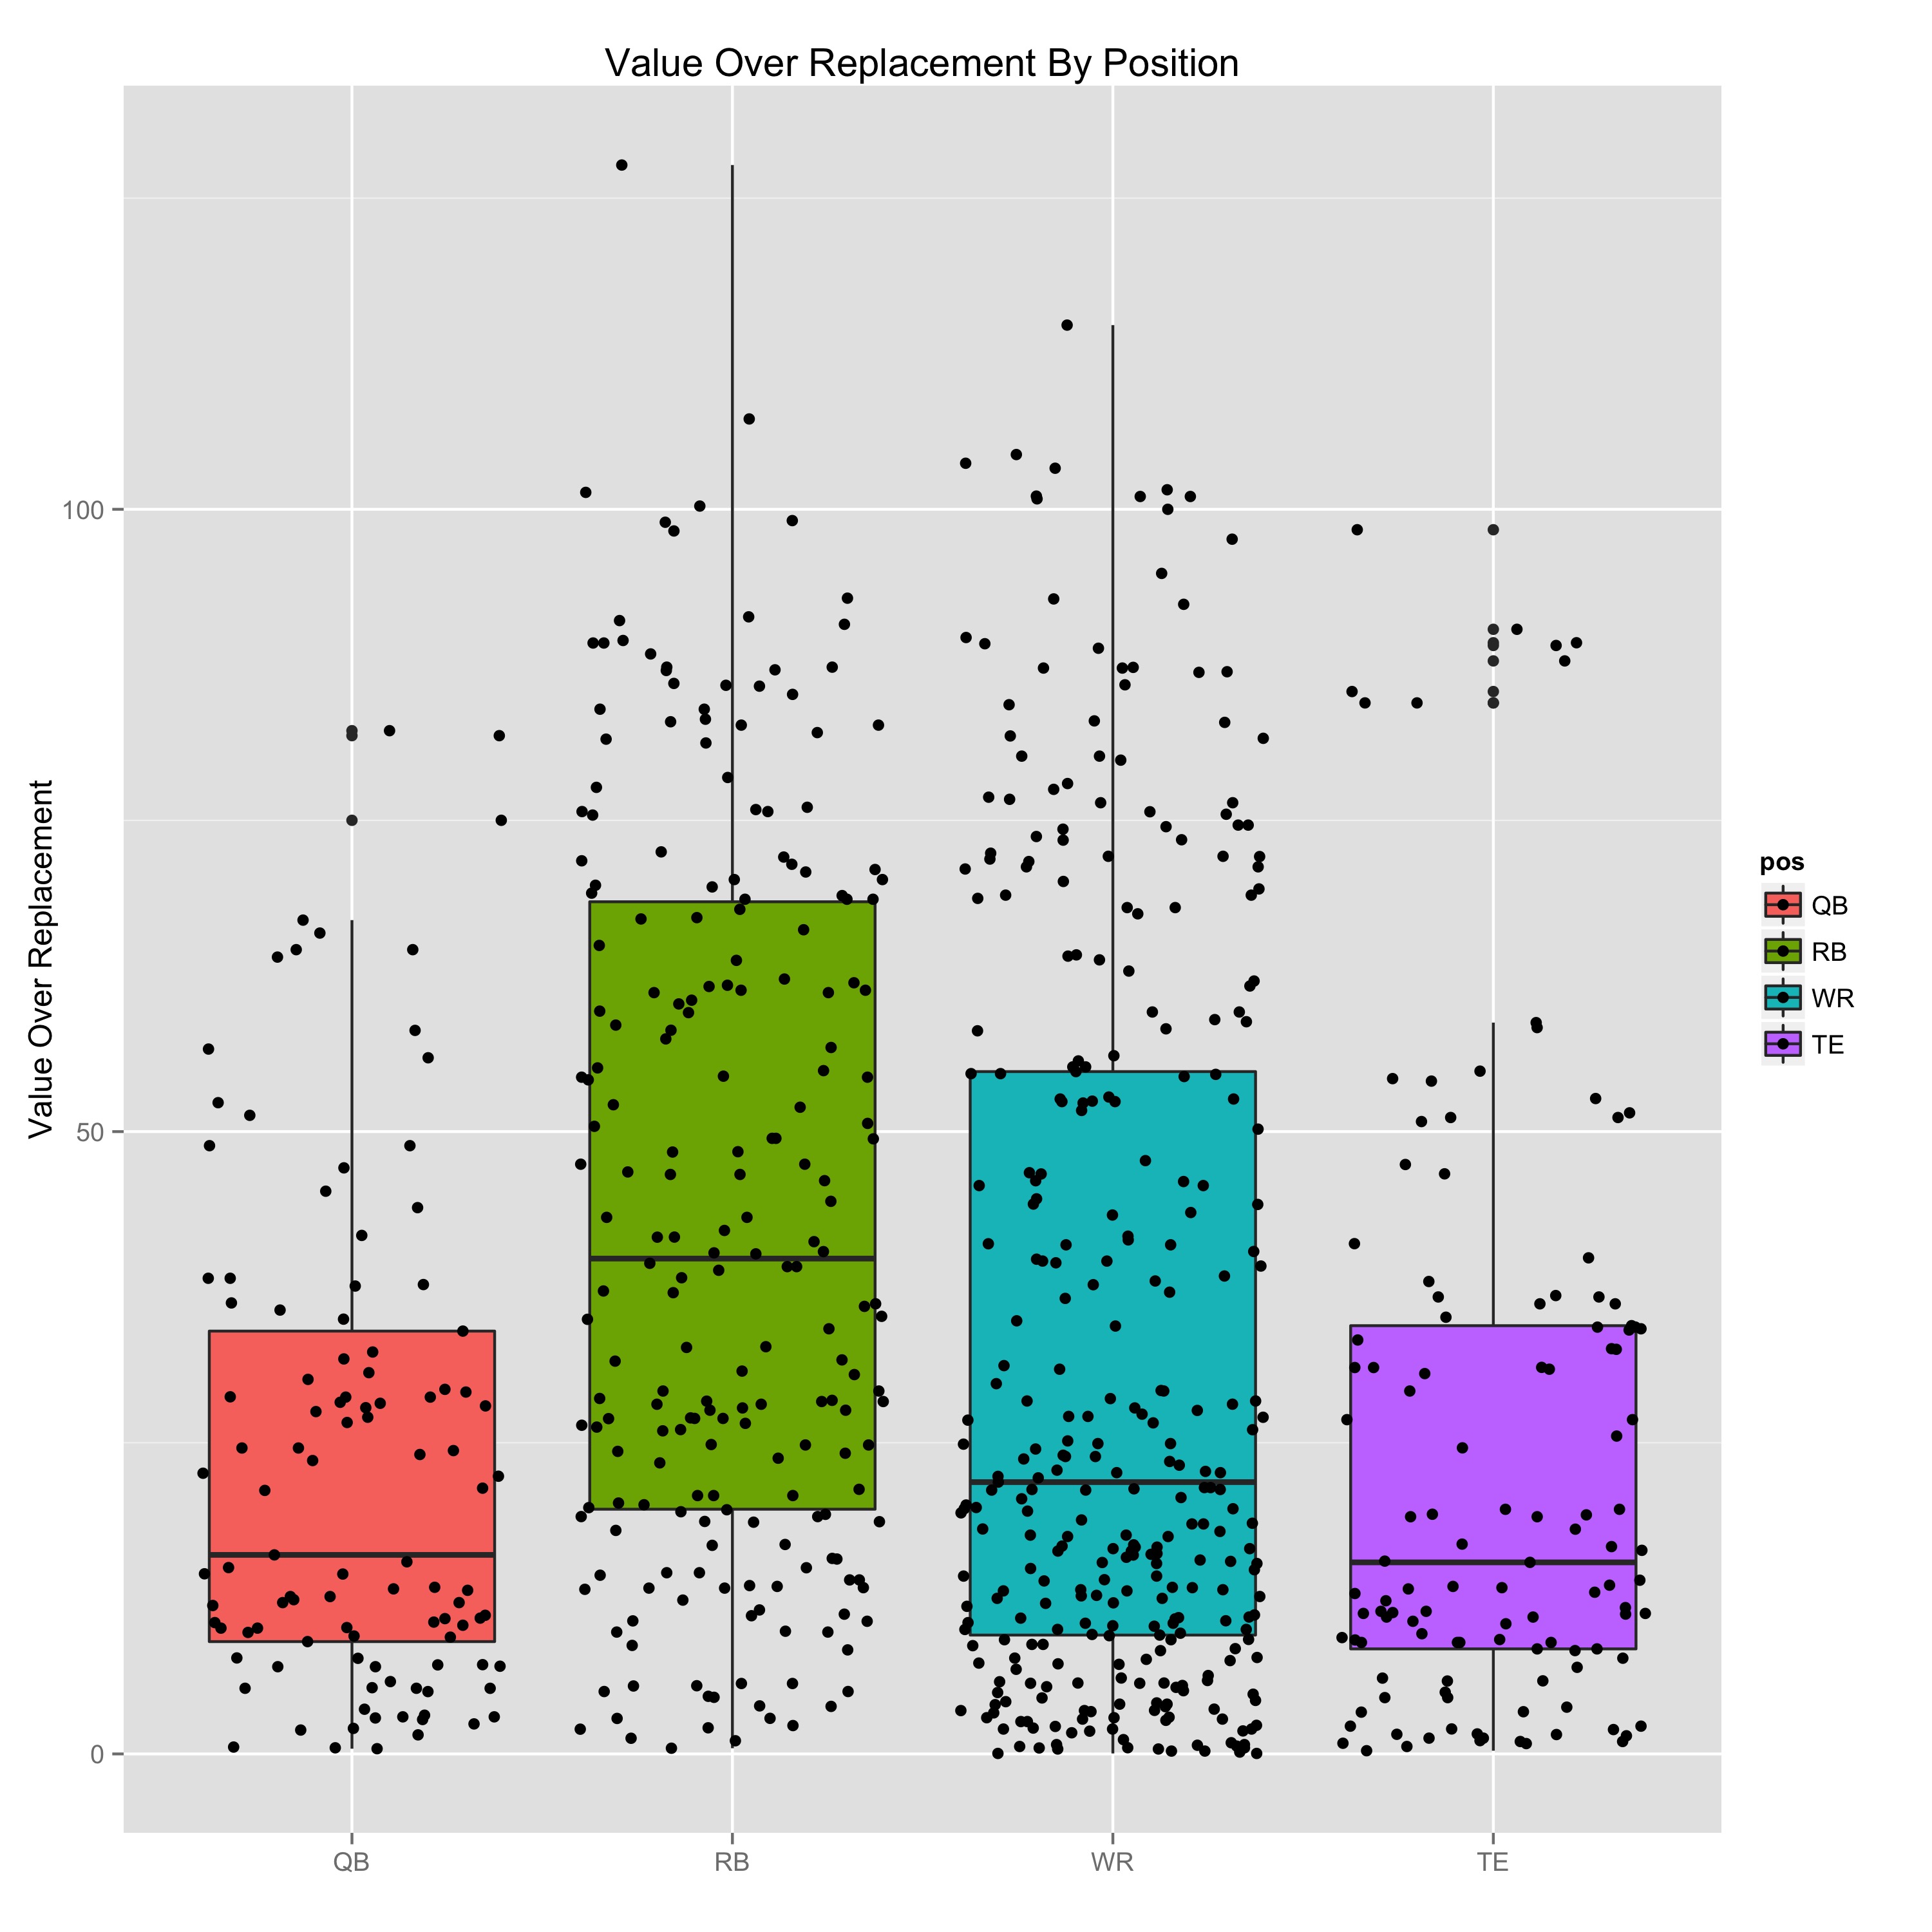 Value Over Replacement By Position
Value Over Replacement
100
50
0
QB RB WR TE
pos
QB
RB
WR
TE